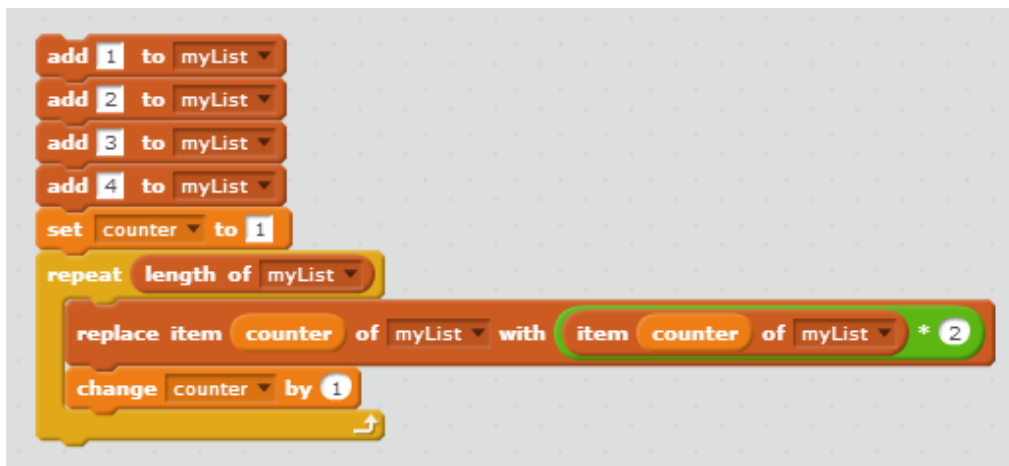 add 1 to myList
add 2 to myList
add 3 to myList
add 4 to myList
set counter to 1
repeat length of myList
replace item counter of myList with item counter of myList * 2
change counter by 1